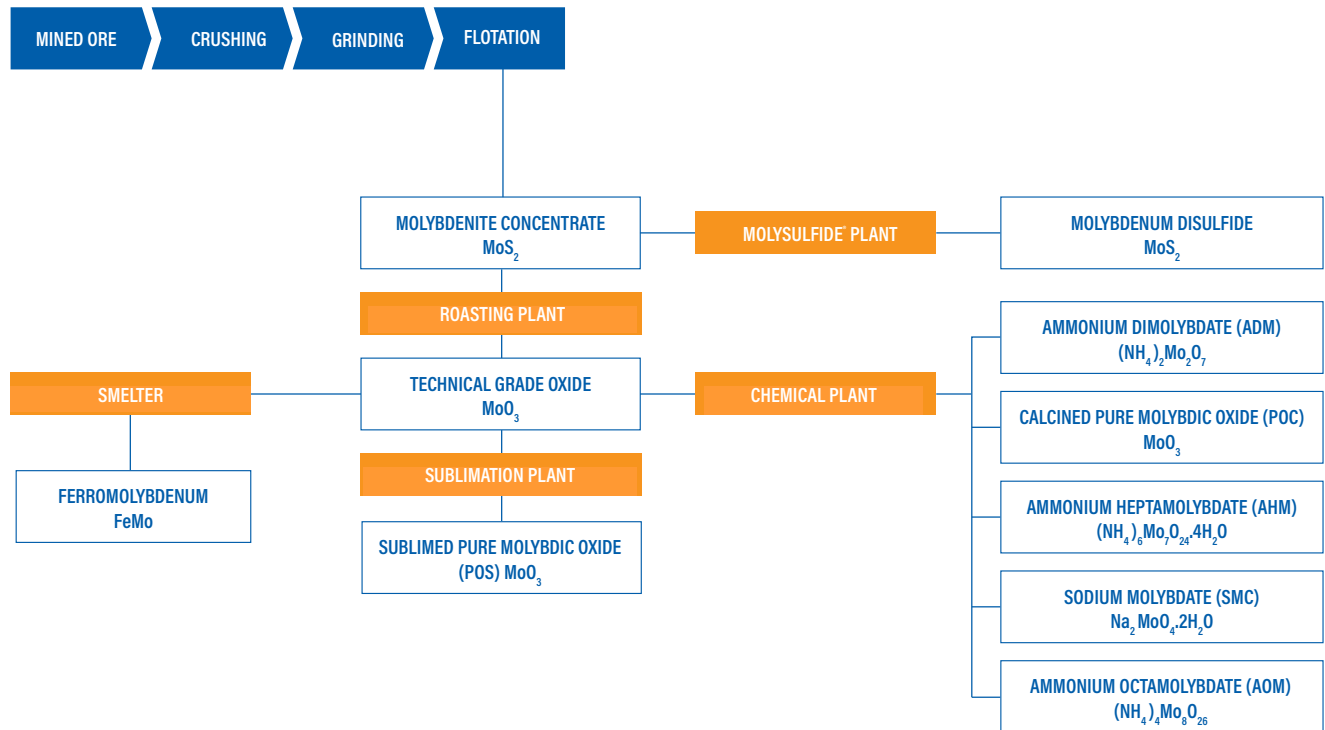 MINED ORE
CRUSHING
GRINDING
FLOTATION
MOLYBDENITE CONCENTRATE
MoS₂
MOLYSULFIDE® PLANT
MOLYBDENUM DISULFIDE
MoS₂
ROASTING PLANT
SMELTER
TECHNICAL GRADE OXIDE
MoO₃
CHEMICAL PLANT
AMMONIUM DIMOLYBDATE (ADM)
(NH₄)₂Mo₂O₇
CALCINED PURE MOLYBDIC OXIDE (POC)
MoO₃
SUBLIMATION PLANT
FERROMOLYBDENUM
FeMo
SUBLIMED PURE MOLYBDIC OXIDE
(POS) MoO₃
AMMONIUM HEPTAMOLYBDATE (AHM)
(NH₄)₆Mo₇O₂₄.4H₂O
SODIUM MOLYBDATE (SMC)
Na₂MoO₄.2H₂O
AMMONIUM OCTAMOLYBDATE (AOM)
(NH₄)₄Mo₈O₂₆